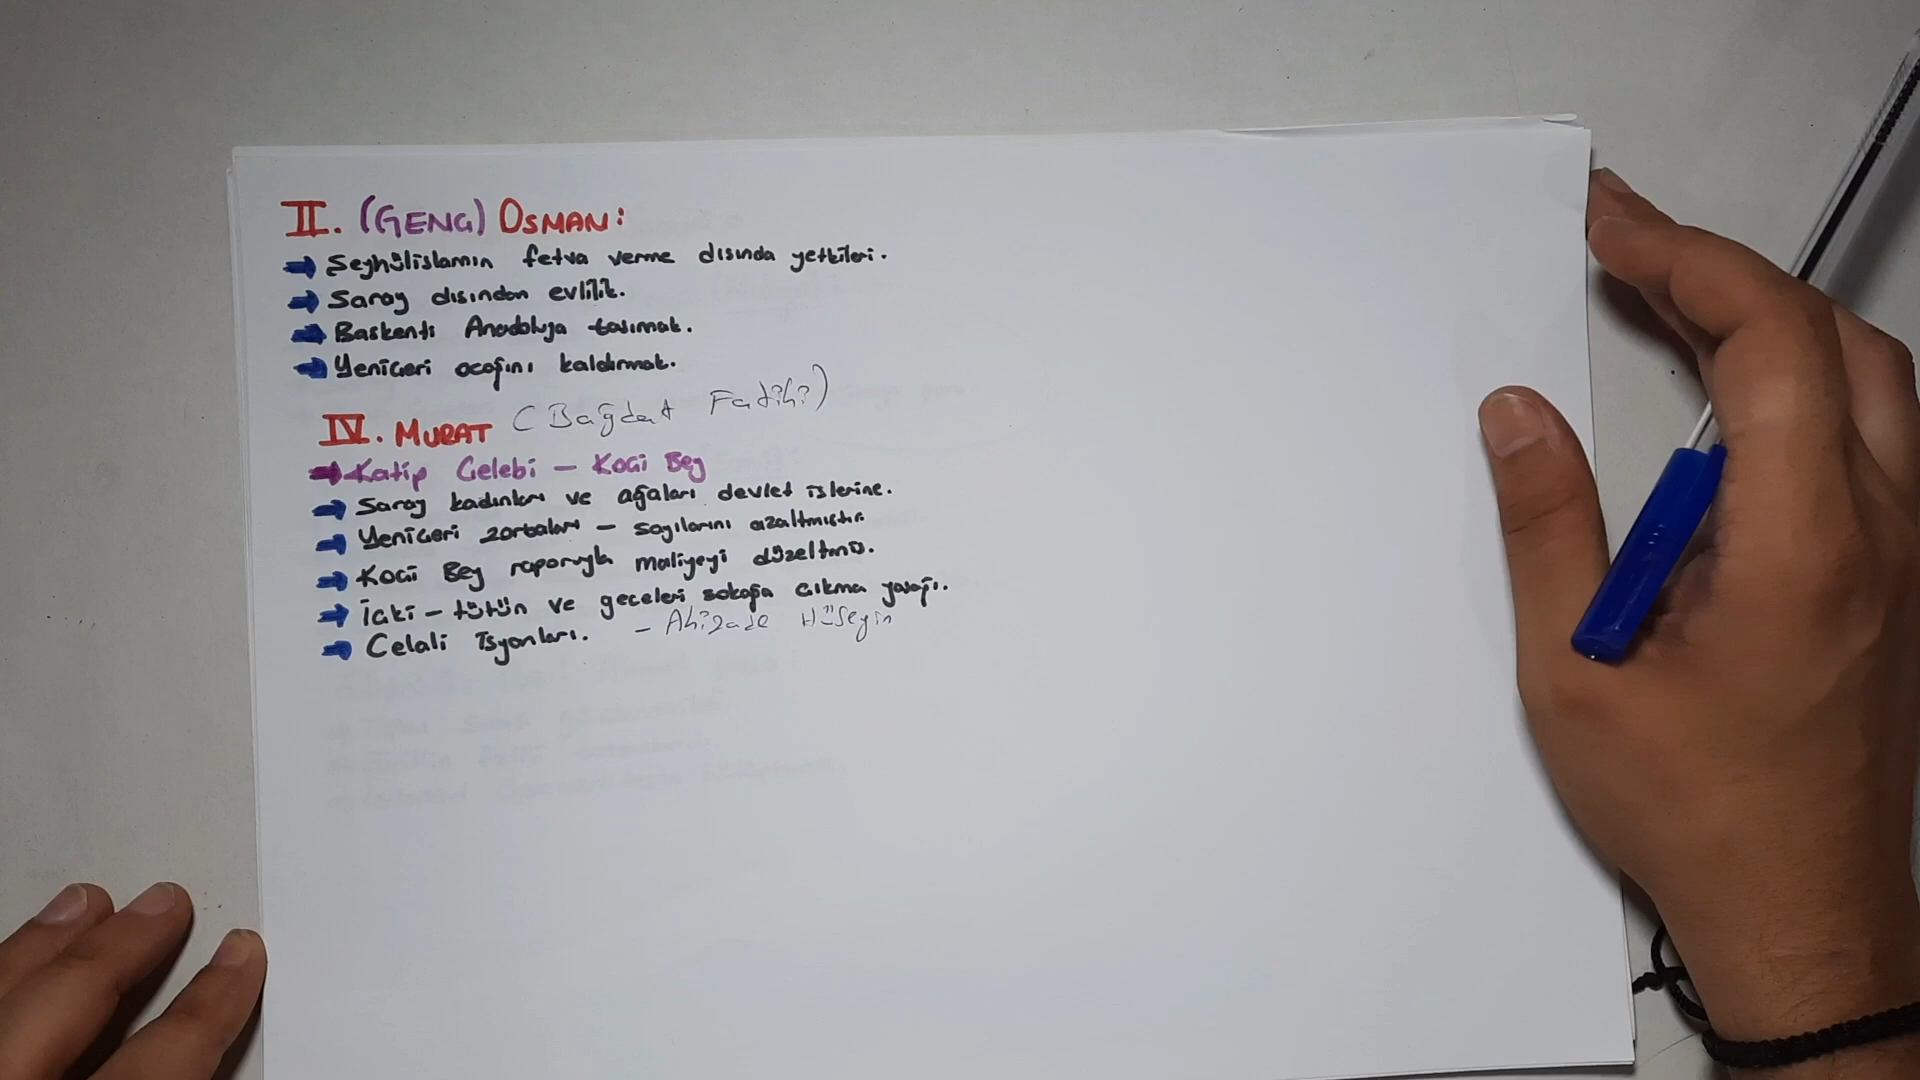 II. (GENÇ) OSMAN:
→ Şeyhülislamın fetva verme dışında yetkileri.
→ Saray dışından evlilik.
→ Başkenti Anadoluya taşımak.
→ Yeniçeri ocağını kaldırmak.
IV. MURAT (Bağdat Fatihi)
→ Katip Çelebi - Koçi Bey
→ Saray kadınları ve ağaları devlet işlerine.
→ Yeniçeri zorbaları - sayılarını azaltmıştır.
→ Koçi Bey raporuyla maliyeyi düzeltmiş.
→ İçki - tütün ve geceleri sokağa çıkma yasağı.
→ Celali İsyanları. - Ahizade Hüseyin